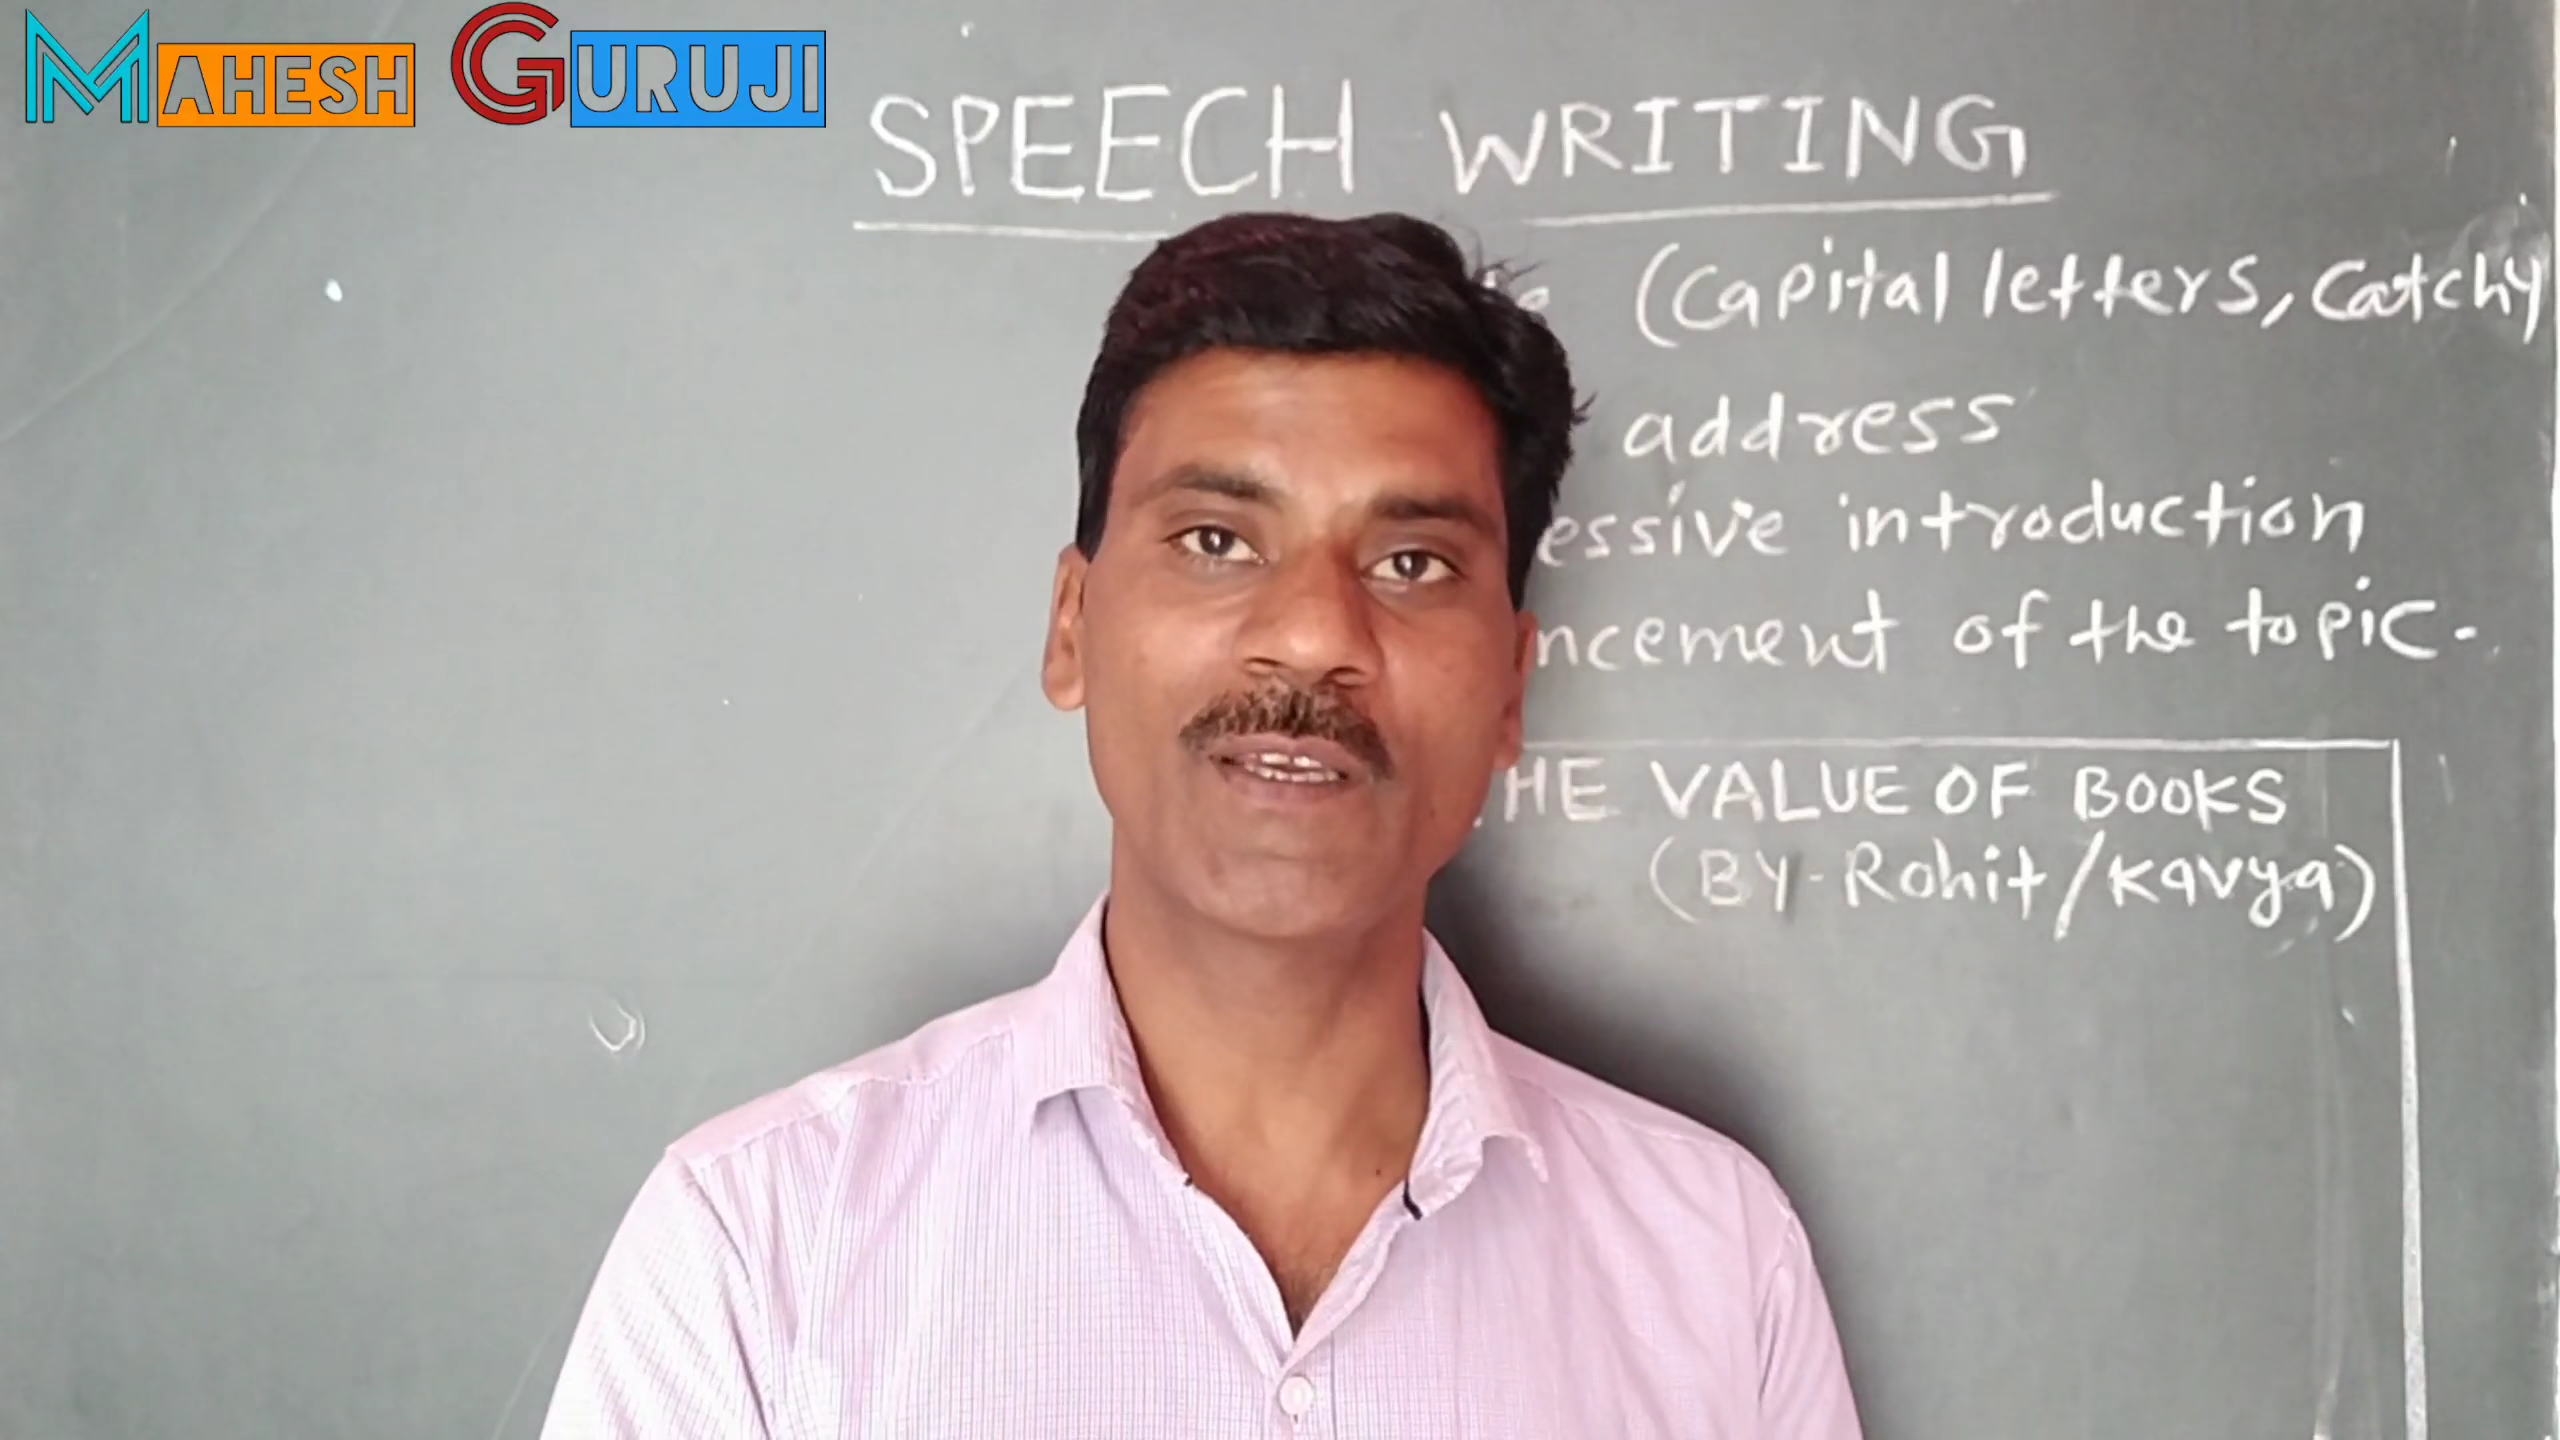 MAHESH GURUJI
SPEECH WRITING
(Capital letters, Catchy
address
essive introduction
ncement of the topic.
HE VALUE OF BOOKS
(BY-Rohit/Kavya)